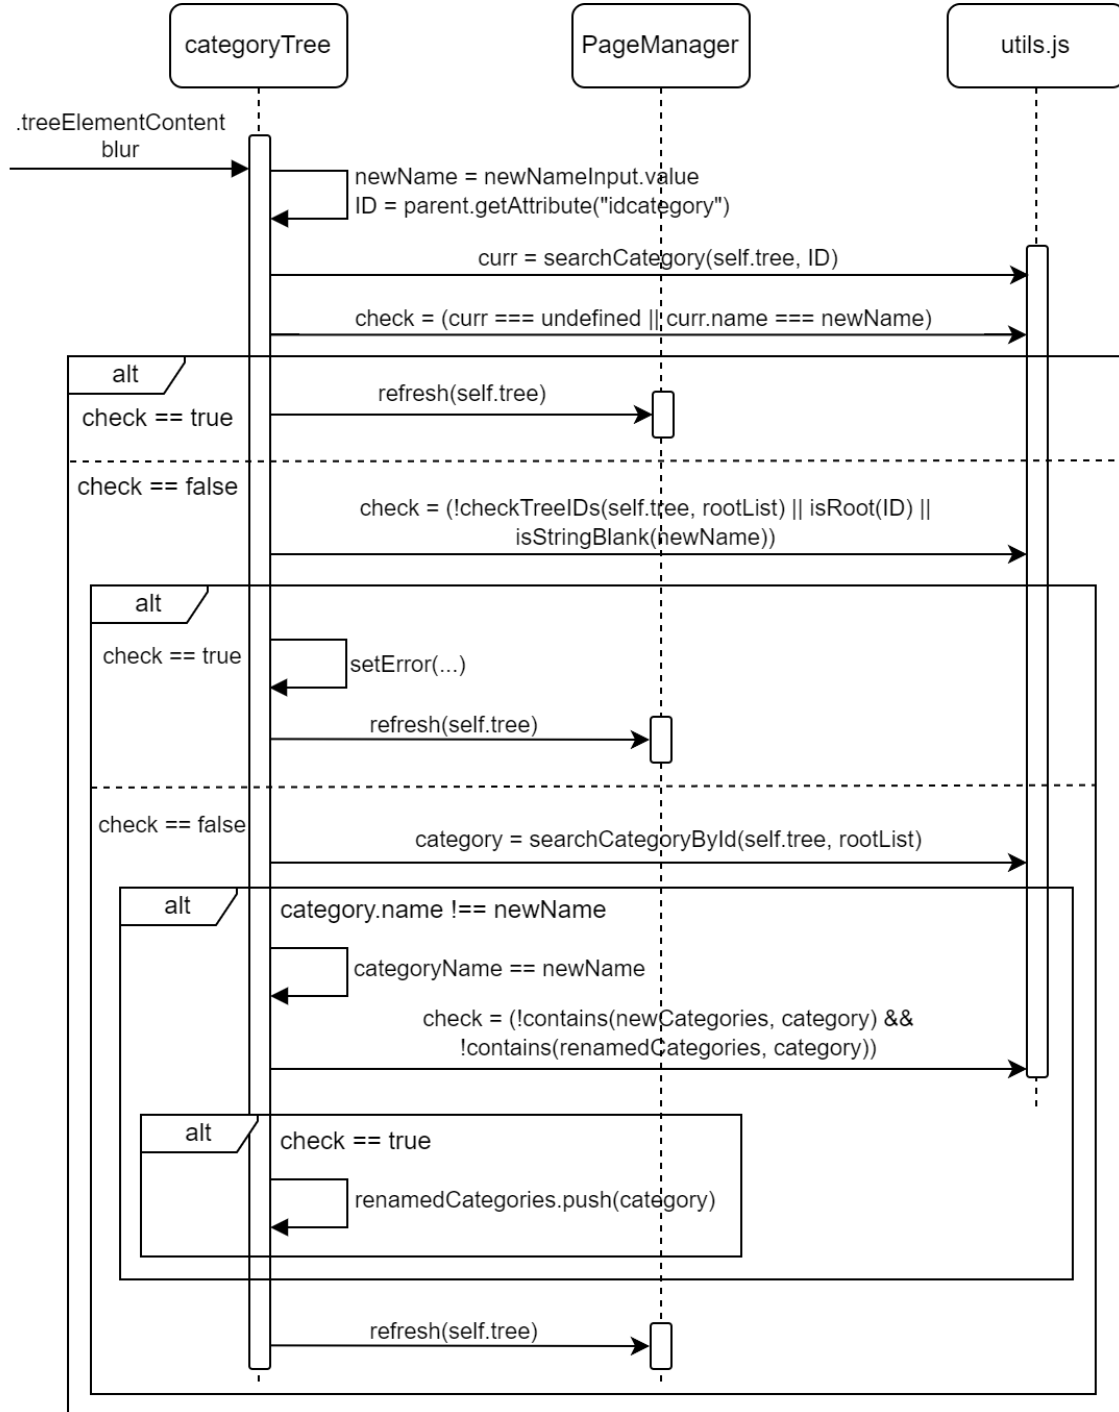 categoryTree
PageManager
utils.js
.treeElementContent
blur
newName = newNameInput.value
ID = parent.getAttribute("idcategory")
curr = searchCategory(self.tree, ID)
check = (curr === undefined || curr.name === newName)
alt
refresh(self.tree)
check == true
check == false
check = (!checkTreeIDs(self.tree, rootList) || isRoot(ID) ||
isStringBlank(newName))
alt
check == true
setError(...)
refresh(self.tree)
check == false
category = searchCategoryById(self.tree, rootList)
alt
category.name !== newName
categoryName == newName
check = (!contains(newCategories, category) &&
!contains(renamedCategories, category))
alt
check == true
renamedCategories.push(category)
refresh(self.tree)